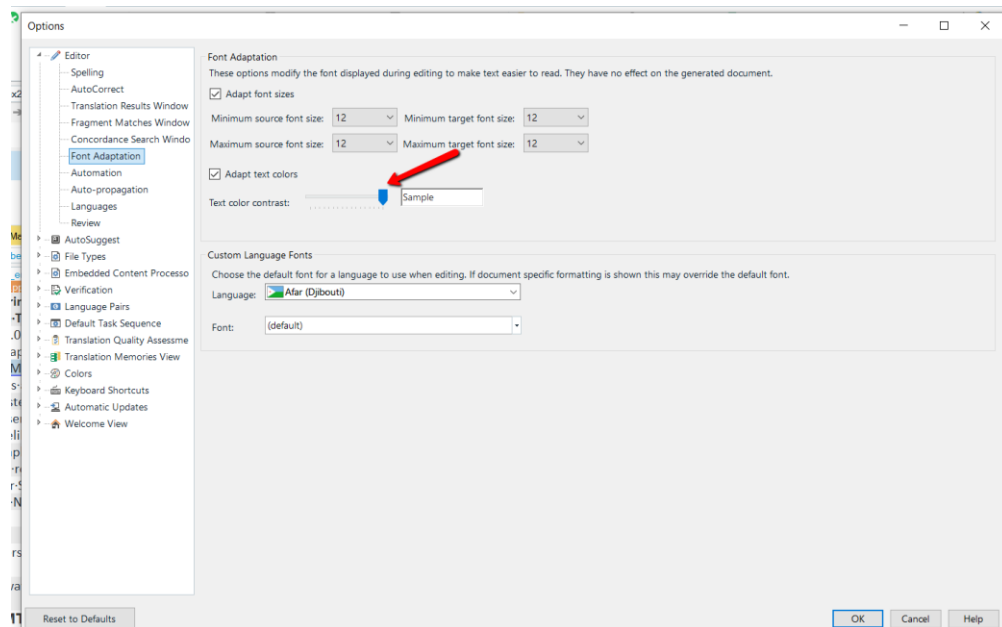 Options
Editor
Spelling
AutoCorrect
Translation Results Window
Fragment Matches Window
Concordance Search Windo
Font Adaptation
Automation
Auto-propagation
Languages
Review
AutoSuggest
File Types
Embedded Content Processo
Verification
Language Pairs
Default Task Sequence
Translation Quality Assessme
Translation Memories View
Colors
Keyboard Shortcuts
Automatic Updates
Welcome View
Font Adaptation
These options modify the font displayed during editing to make text easier to read. They have no effect on the generated document.
Adapt font sizes
Minimum source font size: 12 Minimum target font size: 12
Maximum source font size: 12 Maximum target font size: 12
Adapt text colors
Text color contrast: Sample
Custom Language Fonts
Choose the default font for a language to use when editing. If document specific formatting is shown this may override the default font.
Language: Afar (Djibouti)
Font: (default)
Reset to Defaults
OK Cancel Help